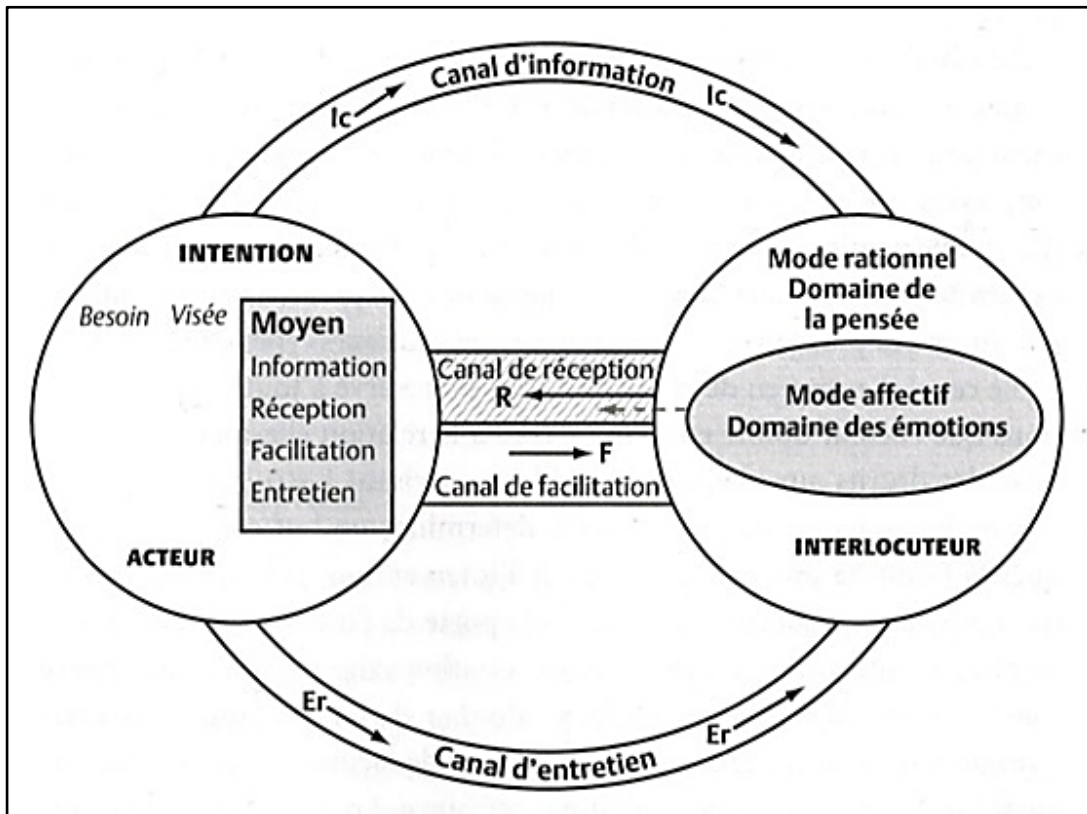 Canal d'information
Ic
Ic
INTENTION
Besoin Visée
Moyen
Information
Réception
Facilitation
Entretien
ACTEUR
Canal de réception
R
F
Canal de facilitation
Mode rationnel
Domaine de
la pensée
Mode affectif
Domaine des émotions
INTERLOCUTEUR
Er
Er
Canal d'entretien